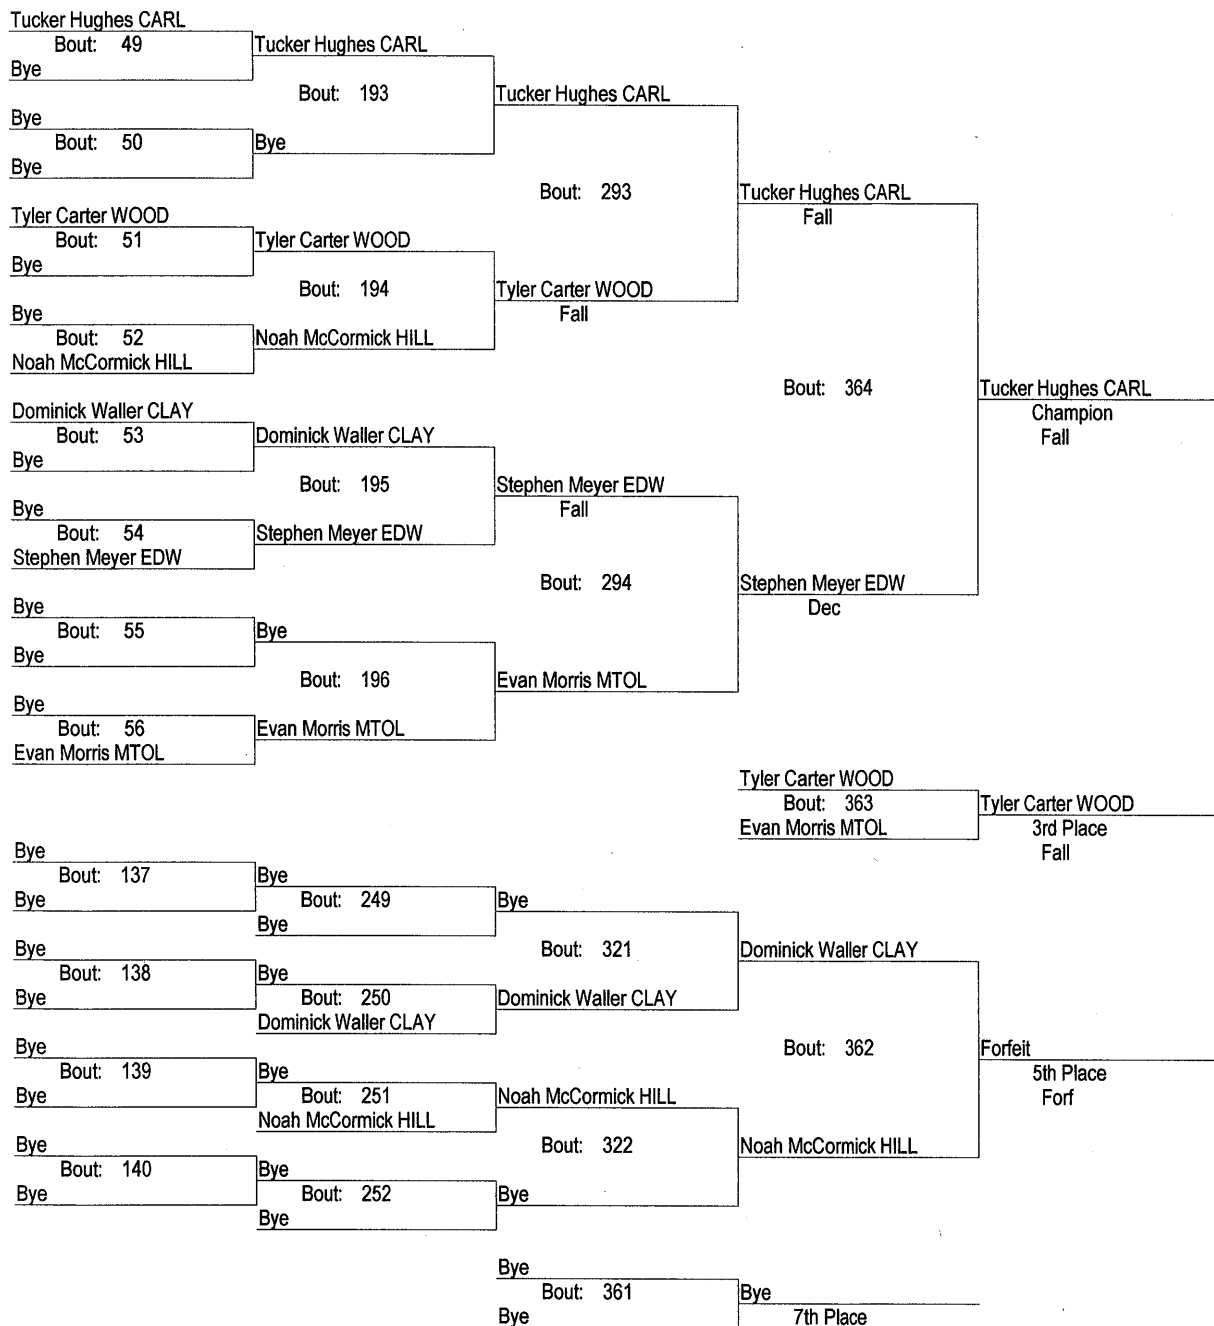 Tucker Hughes CARL
Bout: 49
Bye
Tucker Hughes CARL
Bout: 193
Bye
Bout: 50
Bye
Bye
Tucker Hughes CARL
Bout: 293
Tyler Carter WOOD
Bout: 51
Bye
Tyler Carter WOOD
Bout: 194
Bye
Bout: 52
Noah McCormick HILL
Noah McCormick HILL
Tyler Carter WOOD
Fall
Tucker Hughes CARL
Fall
Bout: 364
Dominick Waller CLAY
Bout: 53
Bye
Dominick Waller CLAY
Bout: 195
Bye
Bout: 54
Stephen Meyer EDW
Stephen Meyer EDW
Stephen Meyer EDW
Fall
Bout: 294
Bye
Bout: 55
Bye
Bye
Bout: 196
Bye
Bout: 56
Evan Morris MTOL
Evan Morris MTOL
Evan Morris MTOL
Stephen Meyer EDW
Dec
Tucker Hughes CARL
Champion
Fall
Tyler Carter WOOD
Bout: 363
Evan Morris MTOL
Tyler Carter WOOD
3rd Place
Fall
Bye
Bout: 137
Bye
Bye
Bout: 249
Bye
Bye
Bout: 321
Bye
Bout: 138
Bye
Bye
Bout: 250
Dominick Waller CLAY
Dominick Waller CLAY
Dominick Waller CLAY
Bout: 362
Bye
Bout: 139
Bye
Bye
Bout: 251
Noah McCormick HILL
Noah McCormick HILL
Bout: 322
Bye
Bout: 140
Bye
Bye
Bout: 252
Bye
Bye
Noah McCormick HILL
Forfeit
5th Place
Forf
Bye
Bout: 361
Bye
Bye
7th Place